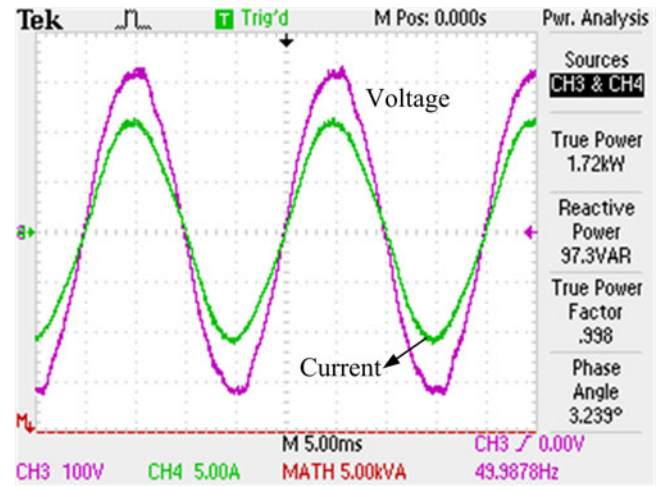 Tek T Trig'd M Pos: 0.000s Pwr. Analysis
Sources
CH3 & CH4
Voltage
True Power
1.72kW
Reactive
Power
97.3VAR
True Power
Factor
.998
Current
Phase
Angle
3.239°
M
M 5.00ms CH3 0.00V
CH3 100V CH4 5.00A MATH 5.00kVA 49.9878Hz